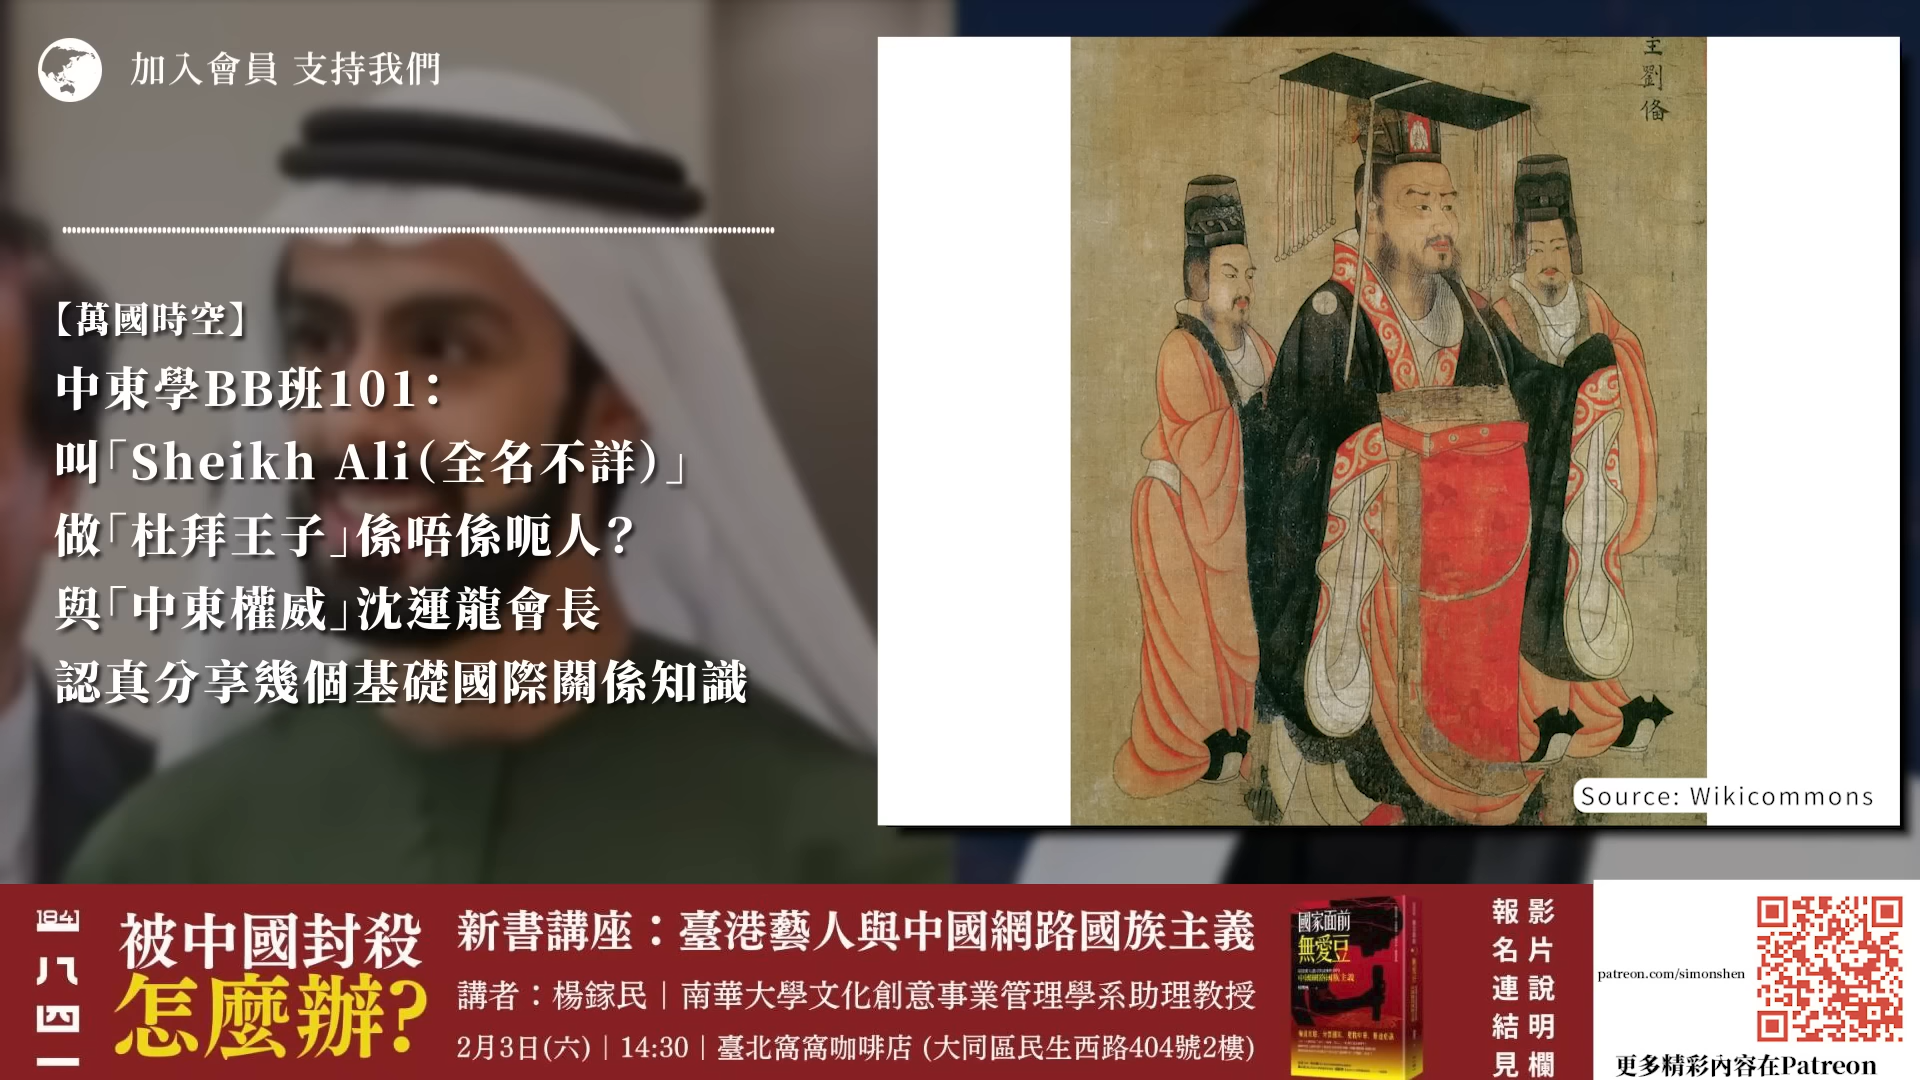 加入會員 支持我們
【萬國時空】
中東學BB班101：
叫「Sheikh Ali（全名不詳）」
做「杜拜王子」係唔係呃人？
與「中東權威」沈運龍會長
認真分享幾個基礎國際關係知識
主劉俻
Source: Wikicommons
1841
一八四一
被中國封殺
怎麼辦?
新書講座：臺港藝人與中國網路國族主義
講者：楊鎵民｜南華大學文化創意事業管理學系助理教授
2月3日(六)｜14:30｜臺北窩窩咖啡店 (大同區民生西路404號2樓)
國家面前
無愛豆
影片說明欄
報名連結見
patreon.com/simonshen
更多精彩內容在Patreon